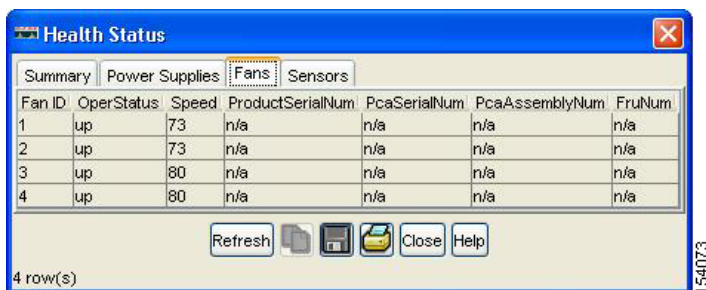 Health Status
Summary Power Supplies Fans Sensors
Fan ID OperStatus Speed ProductSerialNum PcaSerialNum PcaAssemblyNum FruNum
1 up 73 n/a n/a n/a n/a
2 up 73 n/a n/a n/a n/a
3 up 80 n/a n/a n/a n/a
4 up 80 n/a n/a n/a n/a
Refresh Close Help
4 row(s)
154073